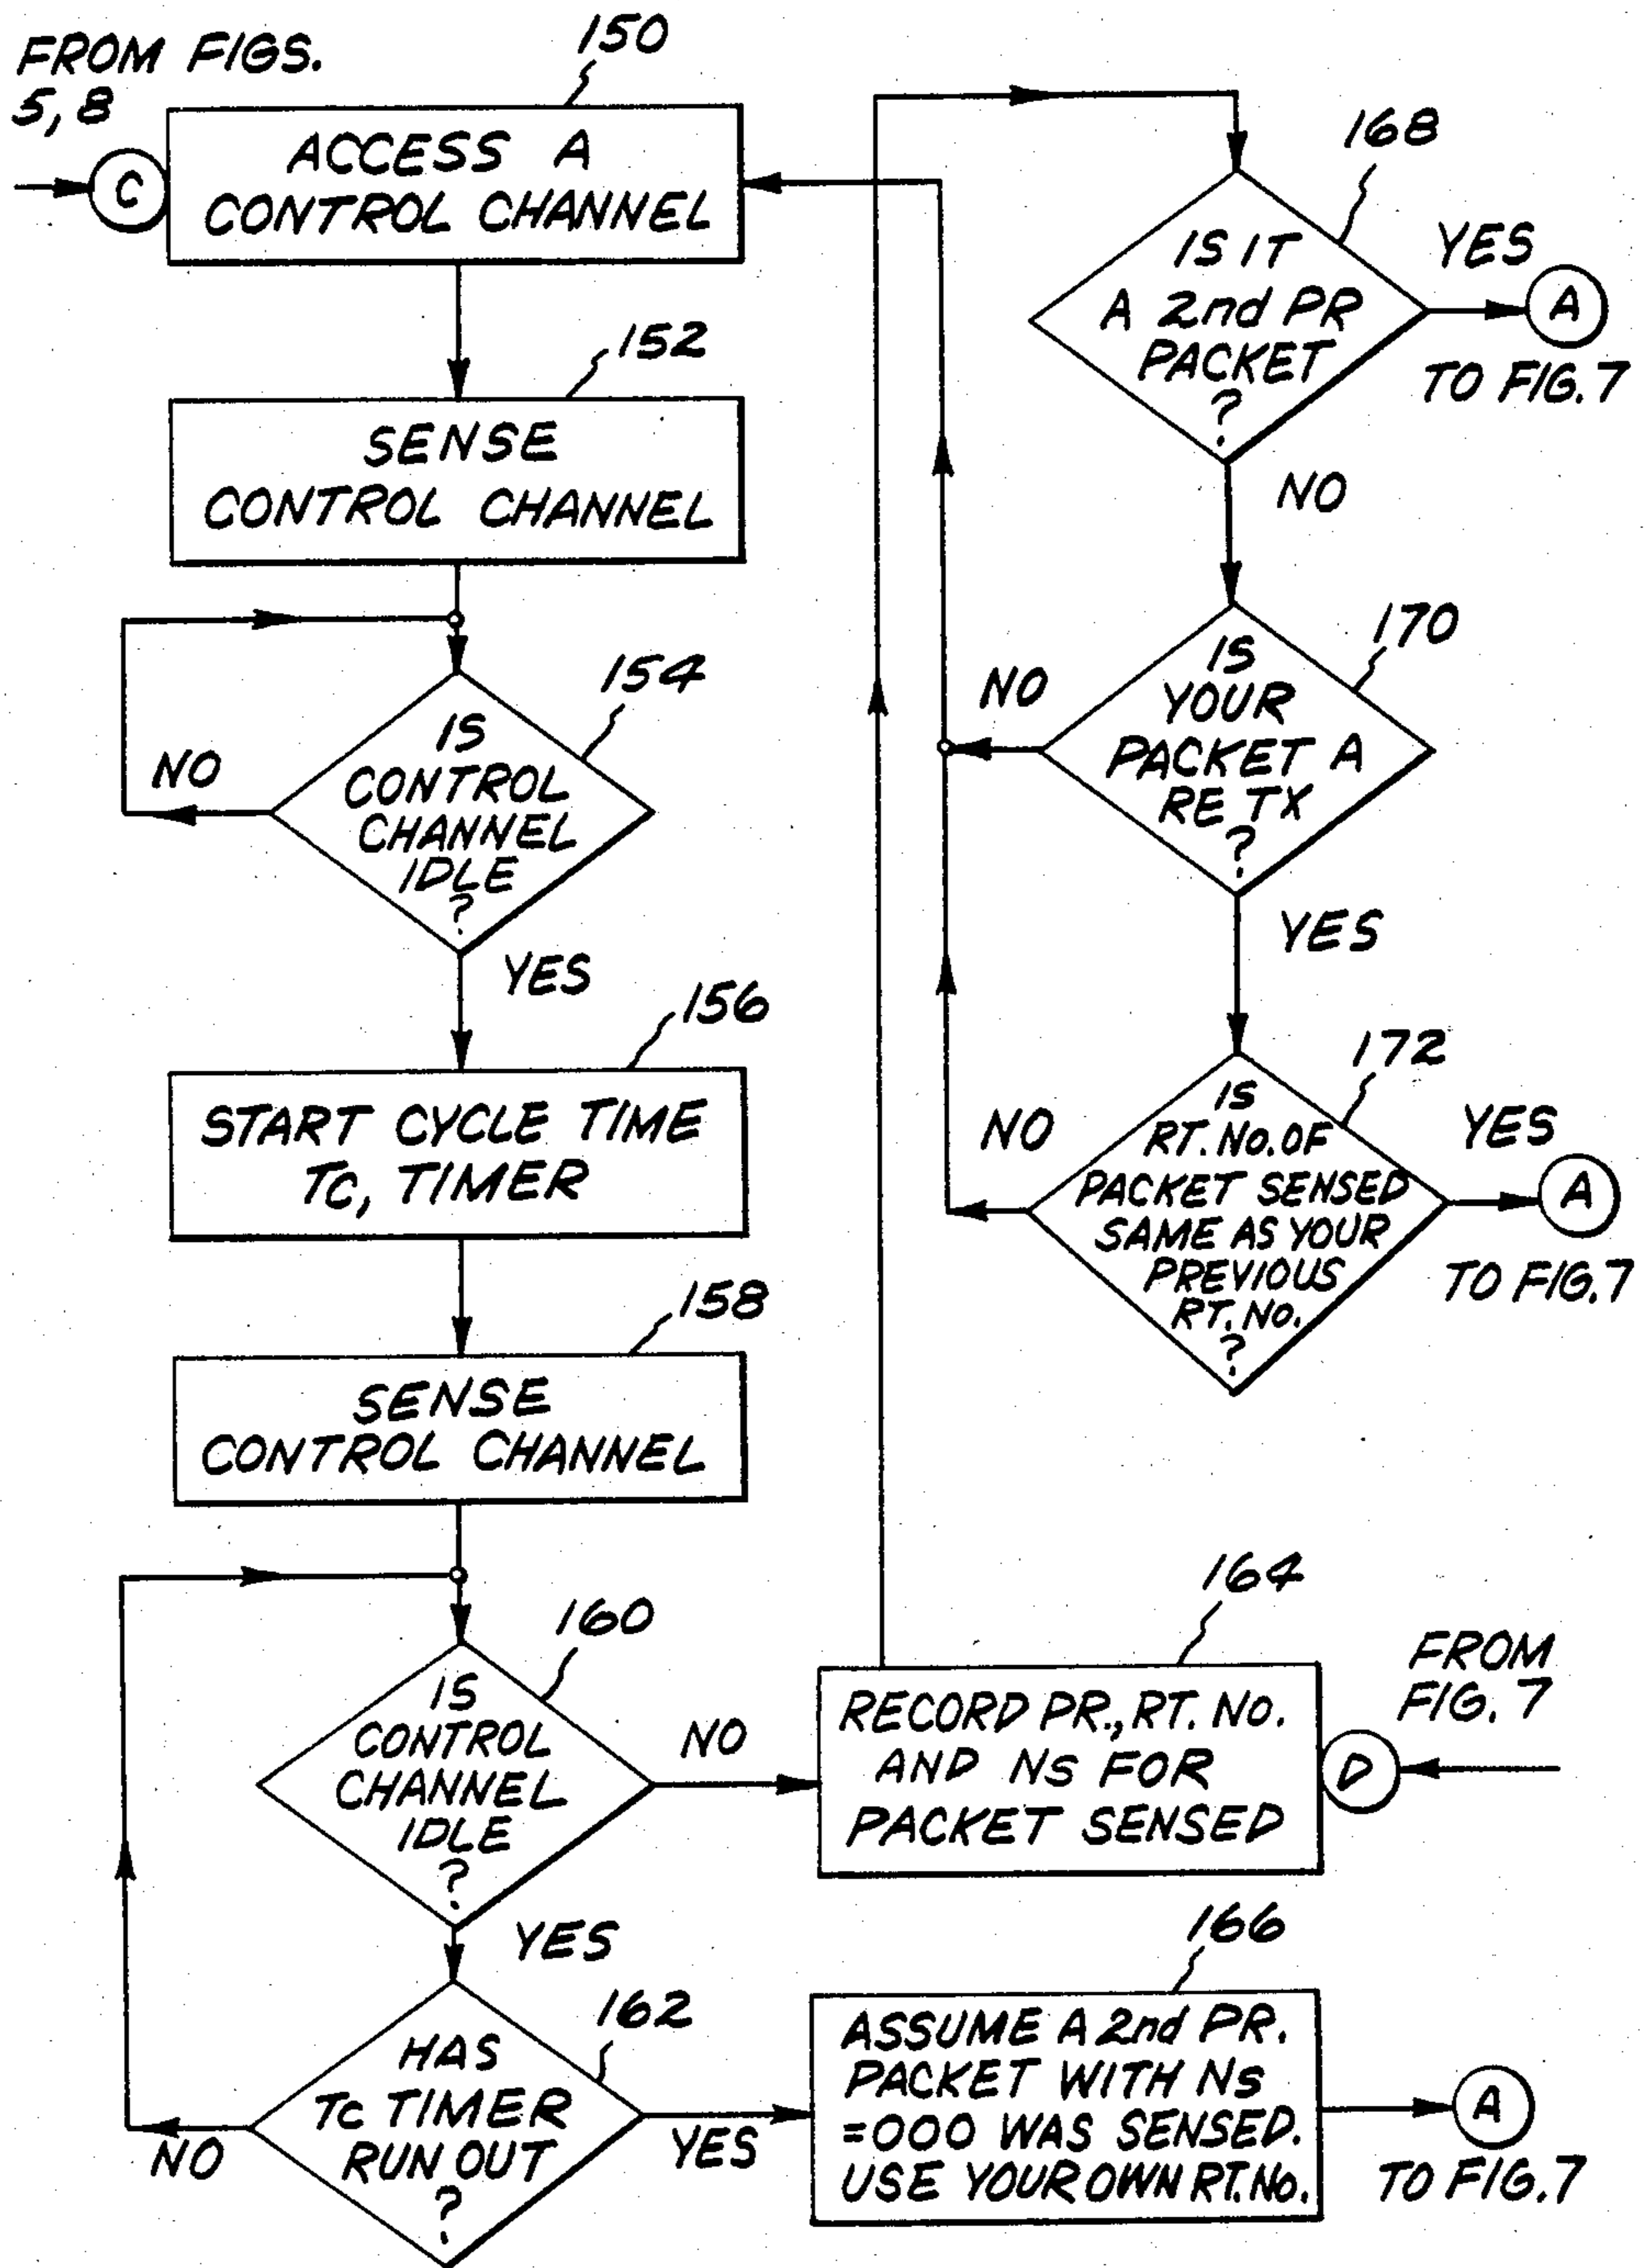 FROM FIGS.
5, 8
C
150
ACCESS A
CONTROL CHANNEL
152
SENSE
CONTROL CHANNEL
154
IS
CONTROL
CHANNEL
IDLE
?
NO
YES
156
START CYCLE TIME
Tc, TIMER
158
SENSE
CONTROL CHANNEL
160
IS
CONTROL
CHANNEL
IDLE
?
NO
YES
162
HAS
Tc TIMER
RUN OUT
?
NO
YES
164
RECORD PR., RT. No.
AND Ns FOR
PACKET SENSED
D
FROM
FIG. 7
166
ASSUME A 2nd PR.
PACKET WITH Ns
=000 WAS SENSED.
USE YOUR OWN RT. No.
A
TO FIG. 7
168
IS IT
A 2nd PR
PACKET
?
YES
A
TO FIG. 7
NO
170
IS
YOUR
PACKET A
RE TX
?
NO
YES
172
IS
RT. No. OF
PACKET SENSED
SAME AS YOUR
PREVIOUS
RT. No.
?
NO
YES
A
TO FIG. 7